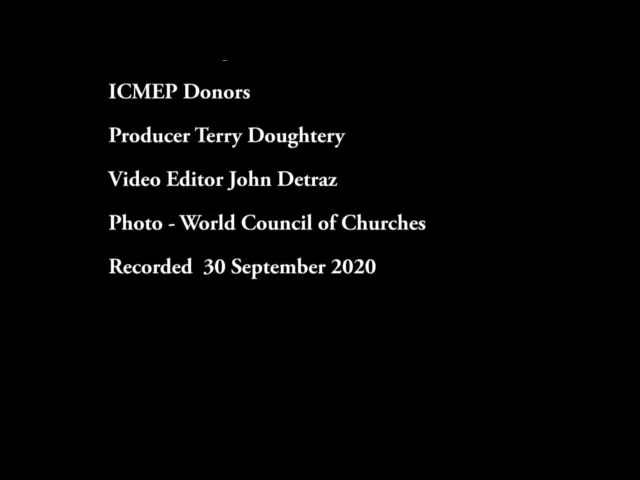 ICMEP Donors
Producer Terry Doughtery
Video Editor John Detraz
Photo - World Council of Churches
Recorded 30 September 2020